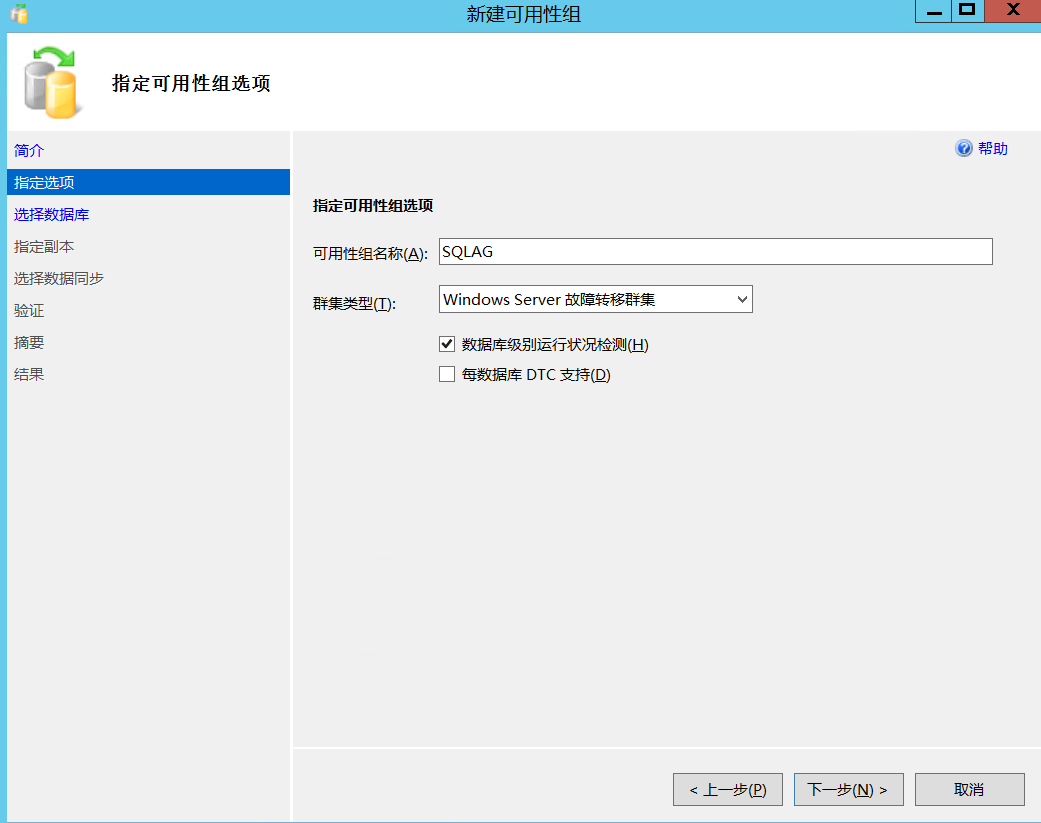 新建可用性组
指定可用性组选项
简介
指定选项
选择数据库
指定副本
选择数据同步
验证
摘要
结果
帮助
指定可用性组选项
可用性组名称(A): SQLAG
群集类型(T): Windows Server 故障转移群集
数据库级别运行状况检测(H)
每数据库 DTC 支持(D)
< 上一步(P) 下一步(N) > 取消